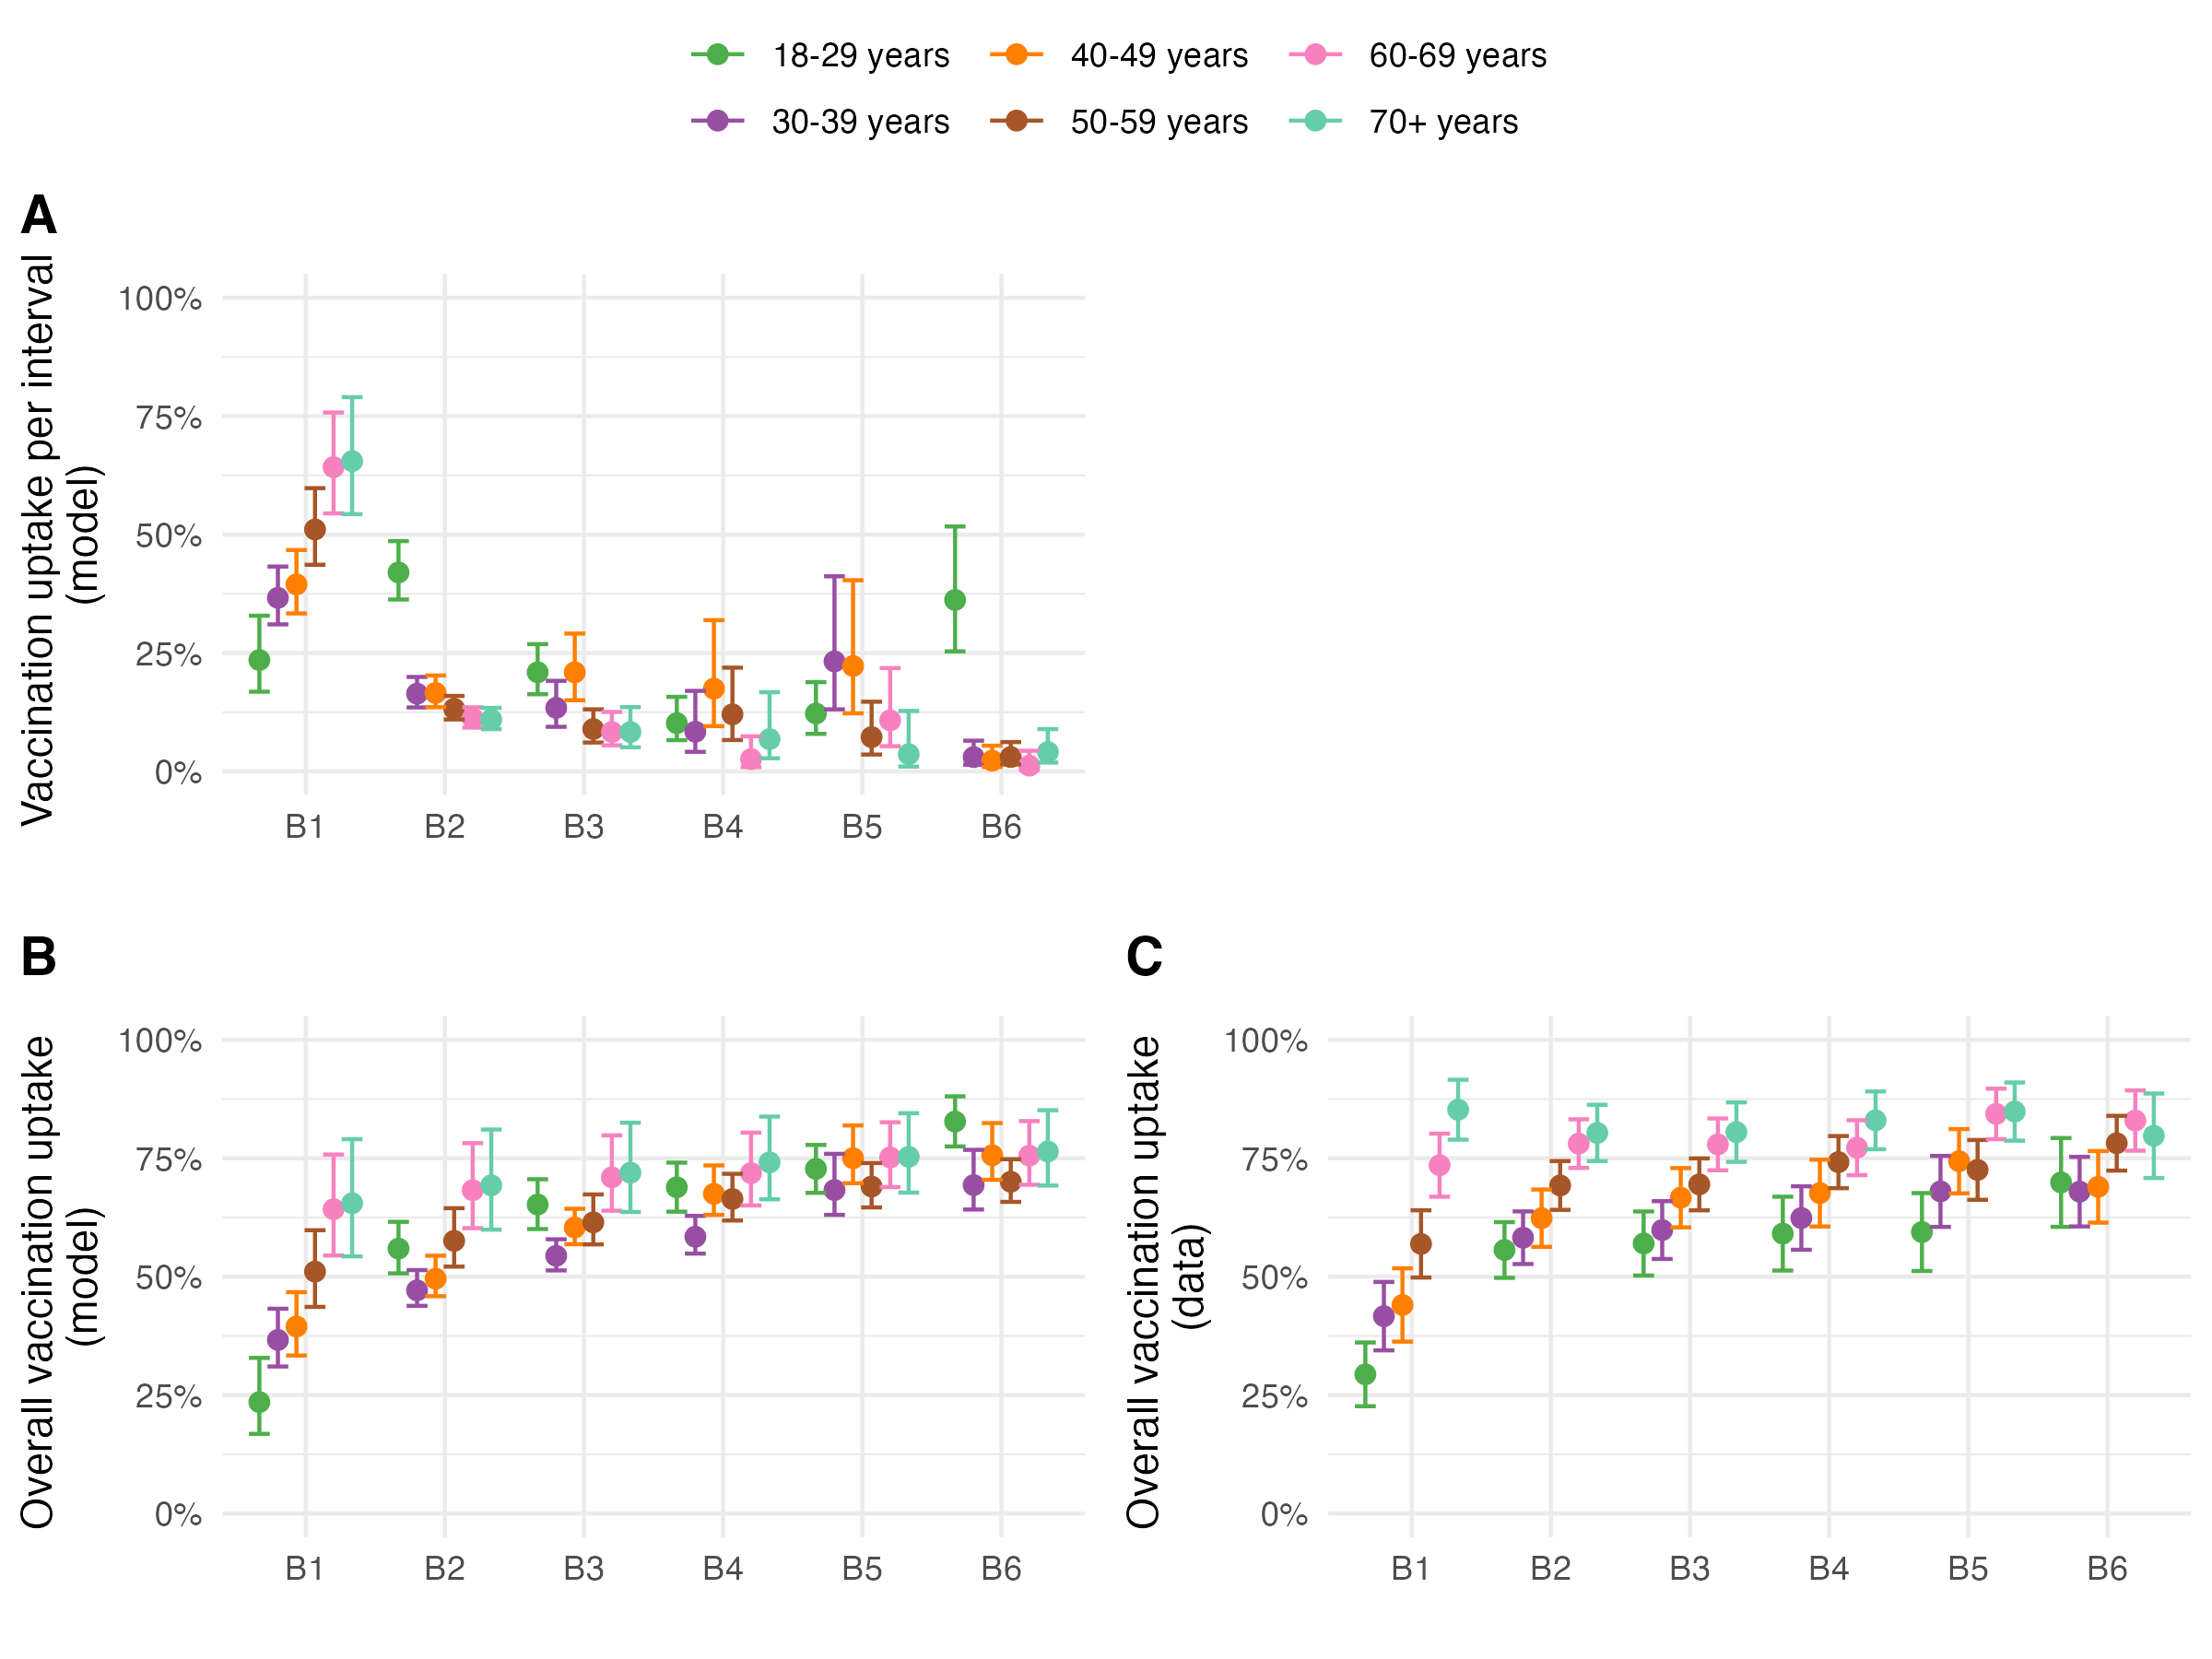 18-29 years
40-49 years
60-69 years
30-39 years
50-59 years
70+ years
A
Vaccination uptake per interval
(model)
100%
75%
50%
25%
0%
B1
B2
B3
B4
B5
B6
B
Overall vaccination uptake
(model)
100%
75%
50%
25%
0%
B1
B2
B3
B4
B5
B6
C
Overall vaccination uptake
(data)
100%
75%
50%
25%
0%
B1
B2
B3
B4
B5
B6